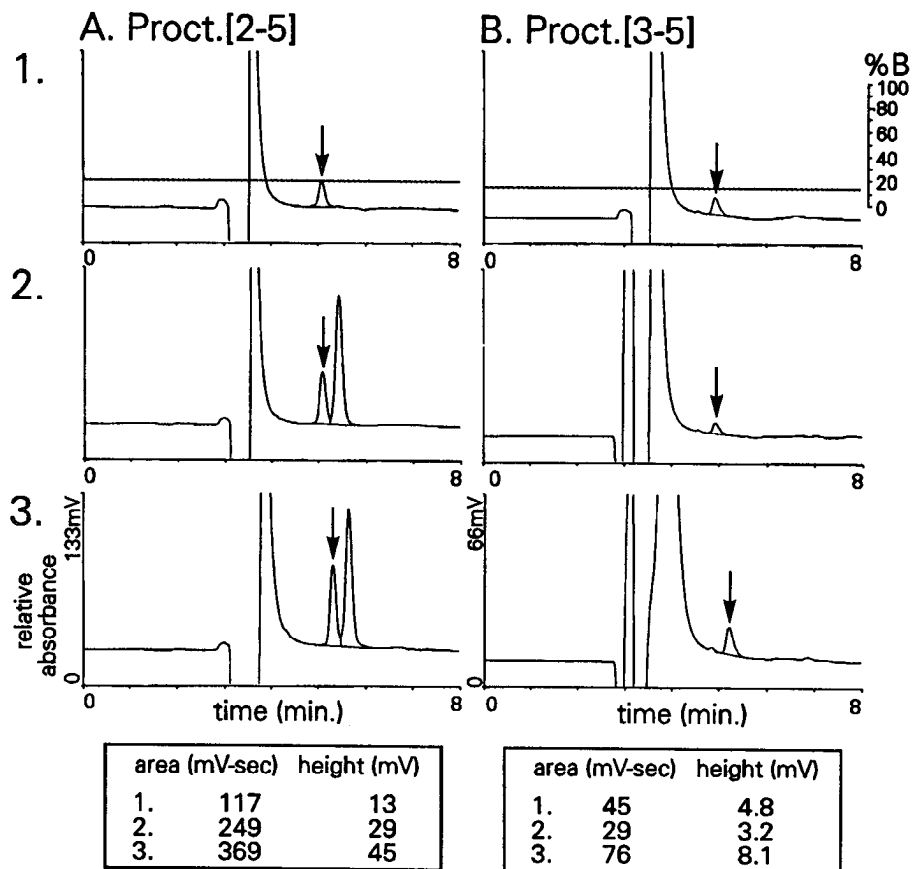 A. Proct.[2-5]
B. Proct.[3-5]
1.
%B
100
80
60
40
20
0
0
8
0
8
2.
0
8
0
8
3.
133mV
relative
absorbance
0
66mV
0
0
8
0
8
time (min.)
time (min.)
area (mV-sec) height (mV)
1. 117 13
2. 249 29
3. 369 45
area (mV-sec) height (mV)
1. 45 4.8
2. 29 3.2
3. 76 8.1